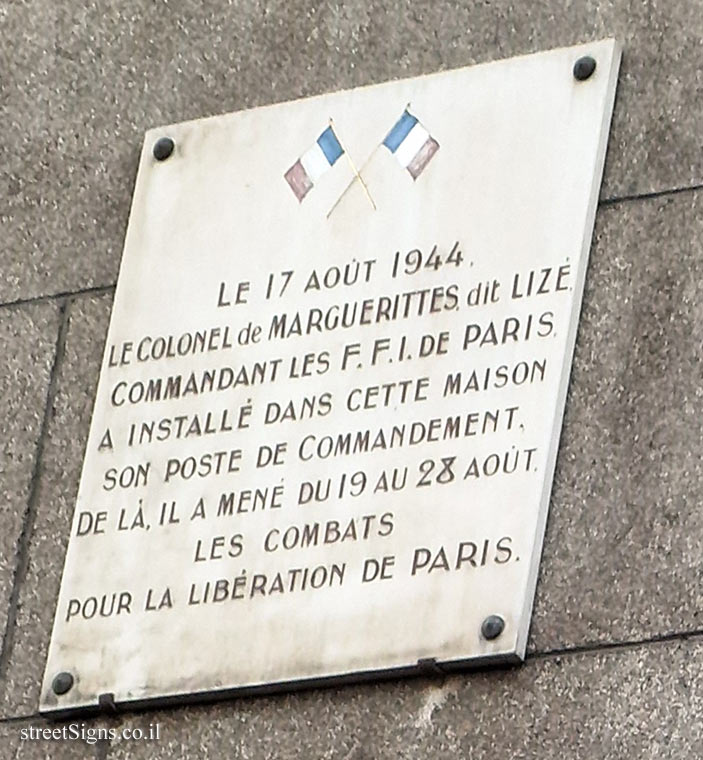 LE 17 AOÛT 1944.
LE COLONEL de MARGUERITTES, dit LIZÉ,
COMMANDANT LES F.F.I. DE PARIS,
A INSTALLÉ DANS CETTE MAISON
SON POSTE DE COMMANDEMENT,
DE LÀ, IL A MENÉ DU 19 AU 28 AOÛT,
LES COMBATS
POUR LA LIBÉRATION DE PARIS.
streetSigns.co.il